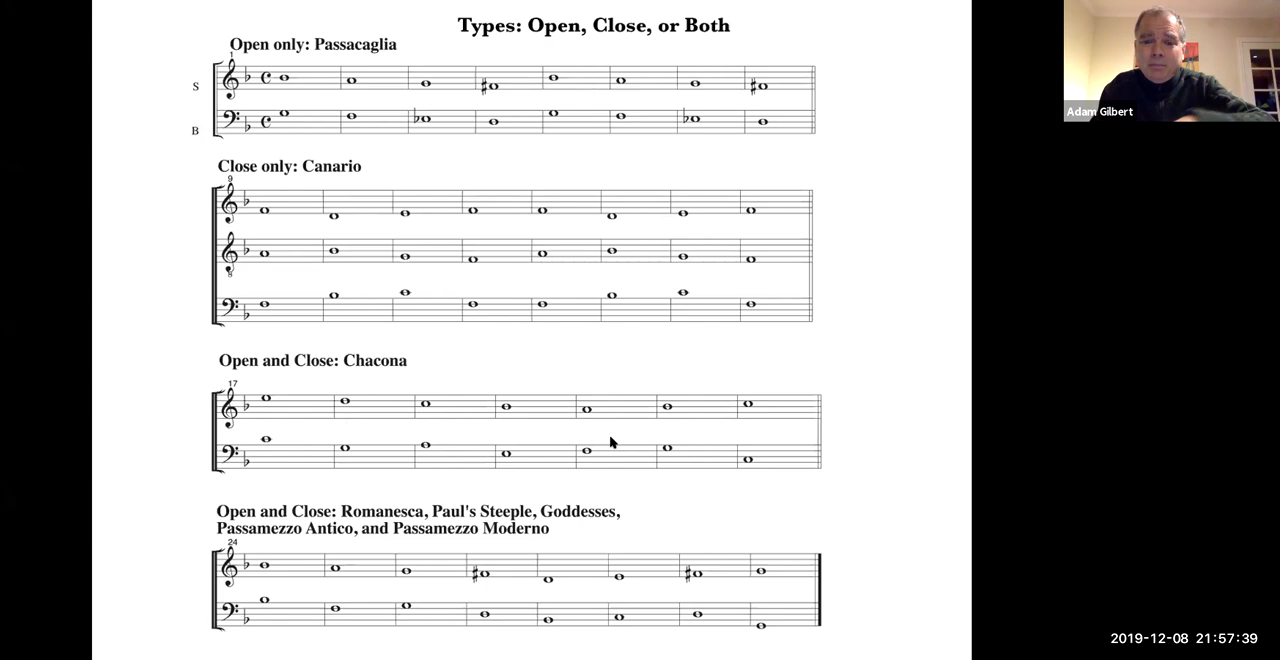 Types: Open, Close, or Both
Open only: Passacaglia
1
S
B
Close only: Canario
9
8
Open and Close: Chacona
17
Open and Close: Romanesca, Paul's Steeple, Goddesses,
Passamezzo Antico, and Passamezzo Moderno
24
Adam Gilbert
2019-12-08 21:57:39